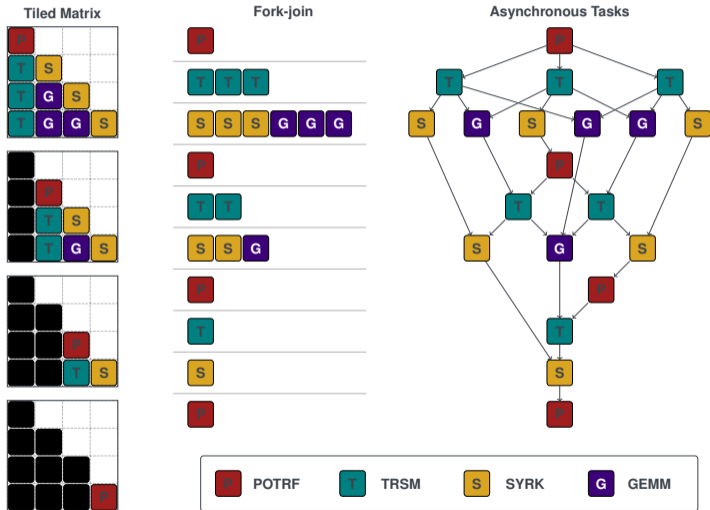 Tiled Matrix
P
T S
T G S
T G G S
P
T S
T G S
P
T S
P
Fork-join
P
T T T
S S S G G G
P
T T
S S G
P
T
S
P
Asynchronous Tasks
P
T T T
S G S G G S
P
T T
S G S
P
T
S
P
P POTRF T TRSM S SYRK G GEMM